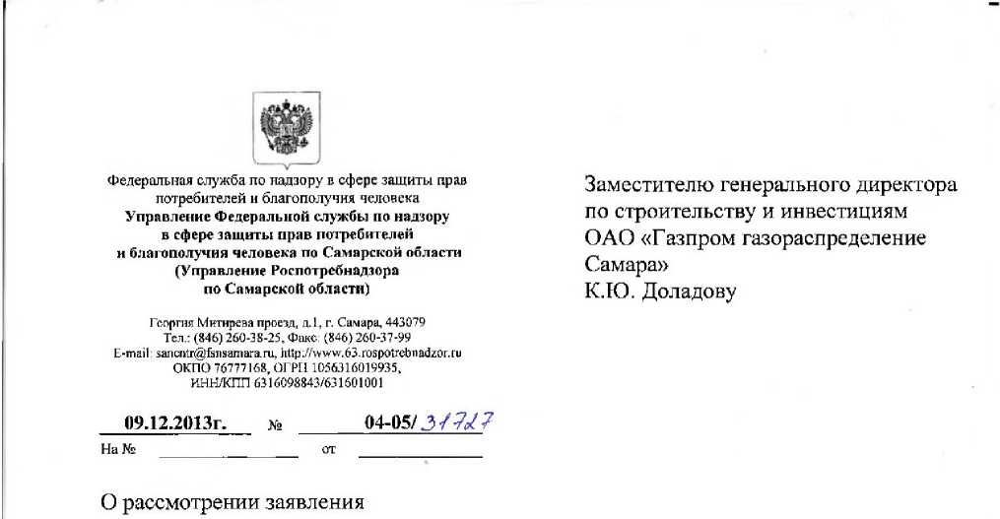 Федеральная служба по надзору в сфере защиты прав
потребителей и благополучия человека
Управление Федеральной службы по надзору
в сфере защиты прав потребителей
и благополучия человека по Самарской области
(Управление Роспотребнадзора
по Самарской области)
Георгия Митирева проезд, д.1, г. Самара, 443079
Тел.: (846) 260-38-25, Факс: (846) 260-37-99
E-mail: sancntr@fsnsamara.ru, http://www.63.rospotrebnadzor.ru
ОКПО 76777168, ОГРН 1056316019935,
ИНН/КПП 6316098843/631601001
09.12.2013г. № 04-05/31727
На № от
Заместителю генерального директора
по строительству и инвестициям
ОАО «Газпром газораспределение
Самара»
К.Ю. Доладову
О рассмотрении заявления